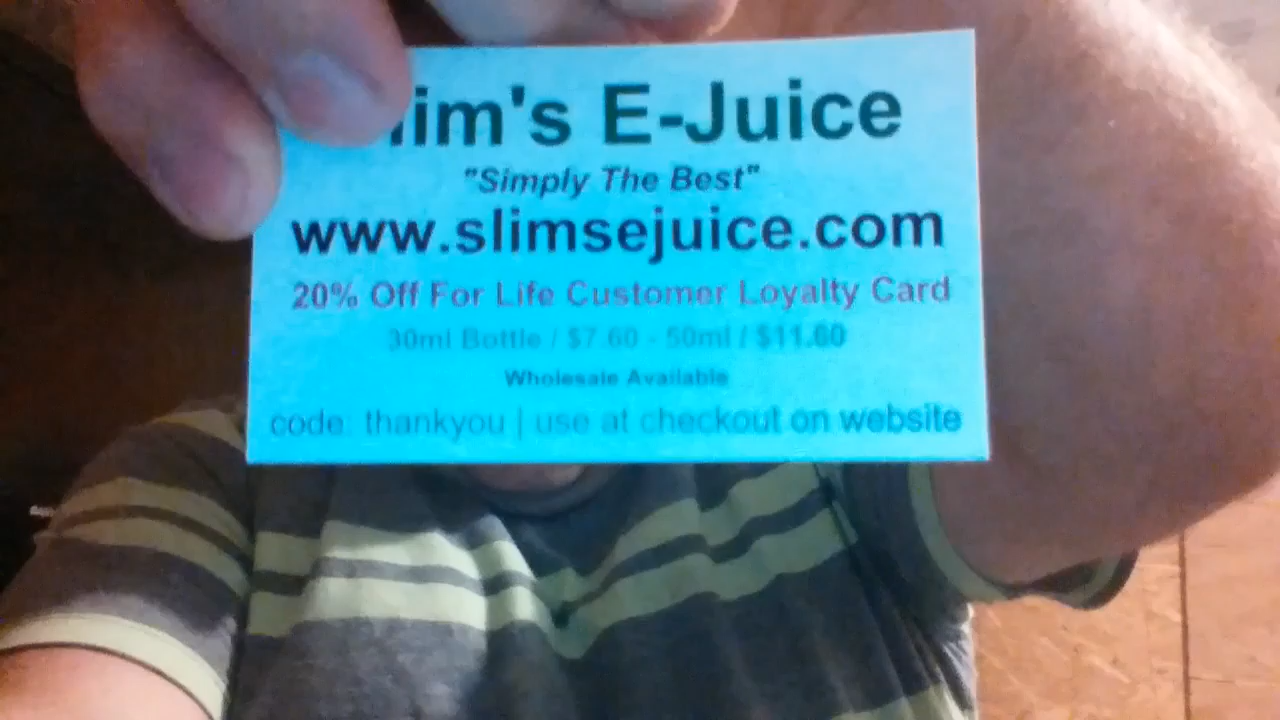 lim's E-Juice
"Simply The Best"
www.slimsejuice.com
20% Off For Life Customer Loyalty Card
30ml Bottle / $7.60 - 50ml / $11.60
Wholesale Available
code: thankyou | use at checkout on website